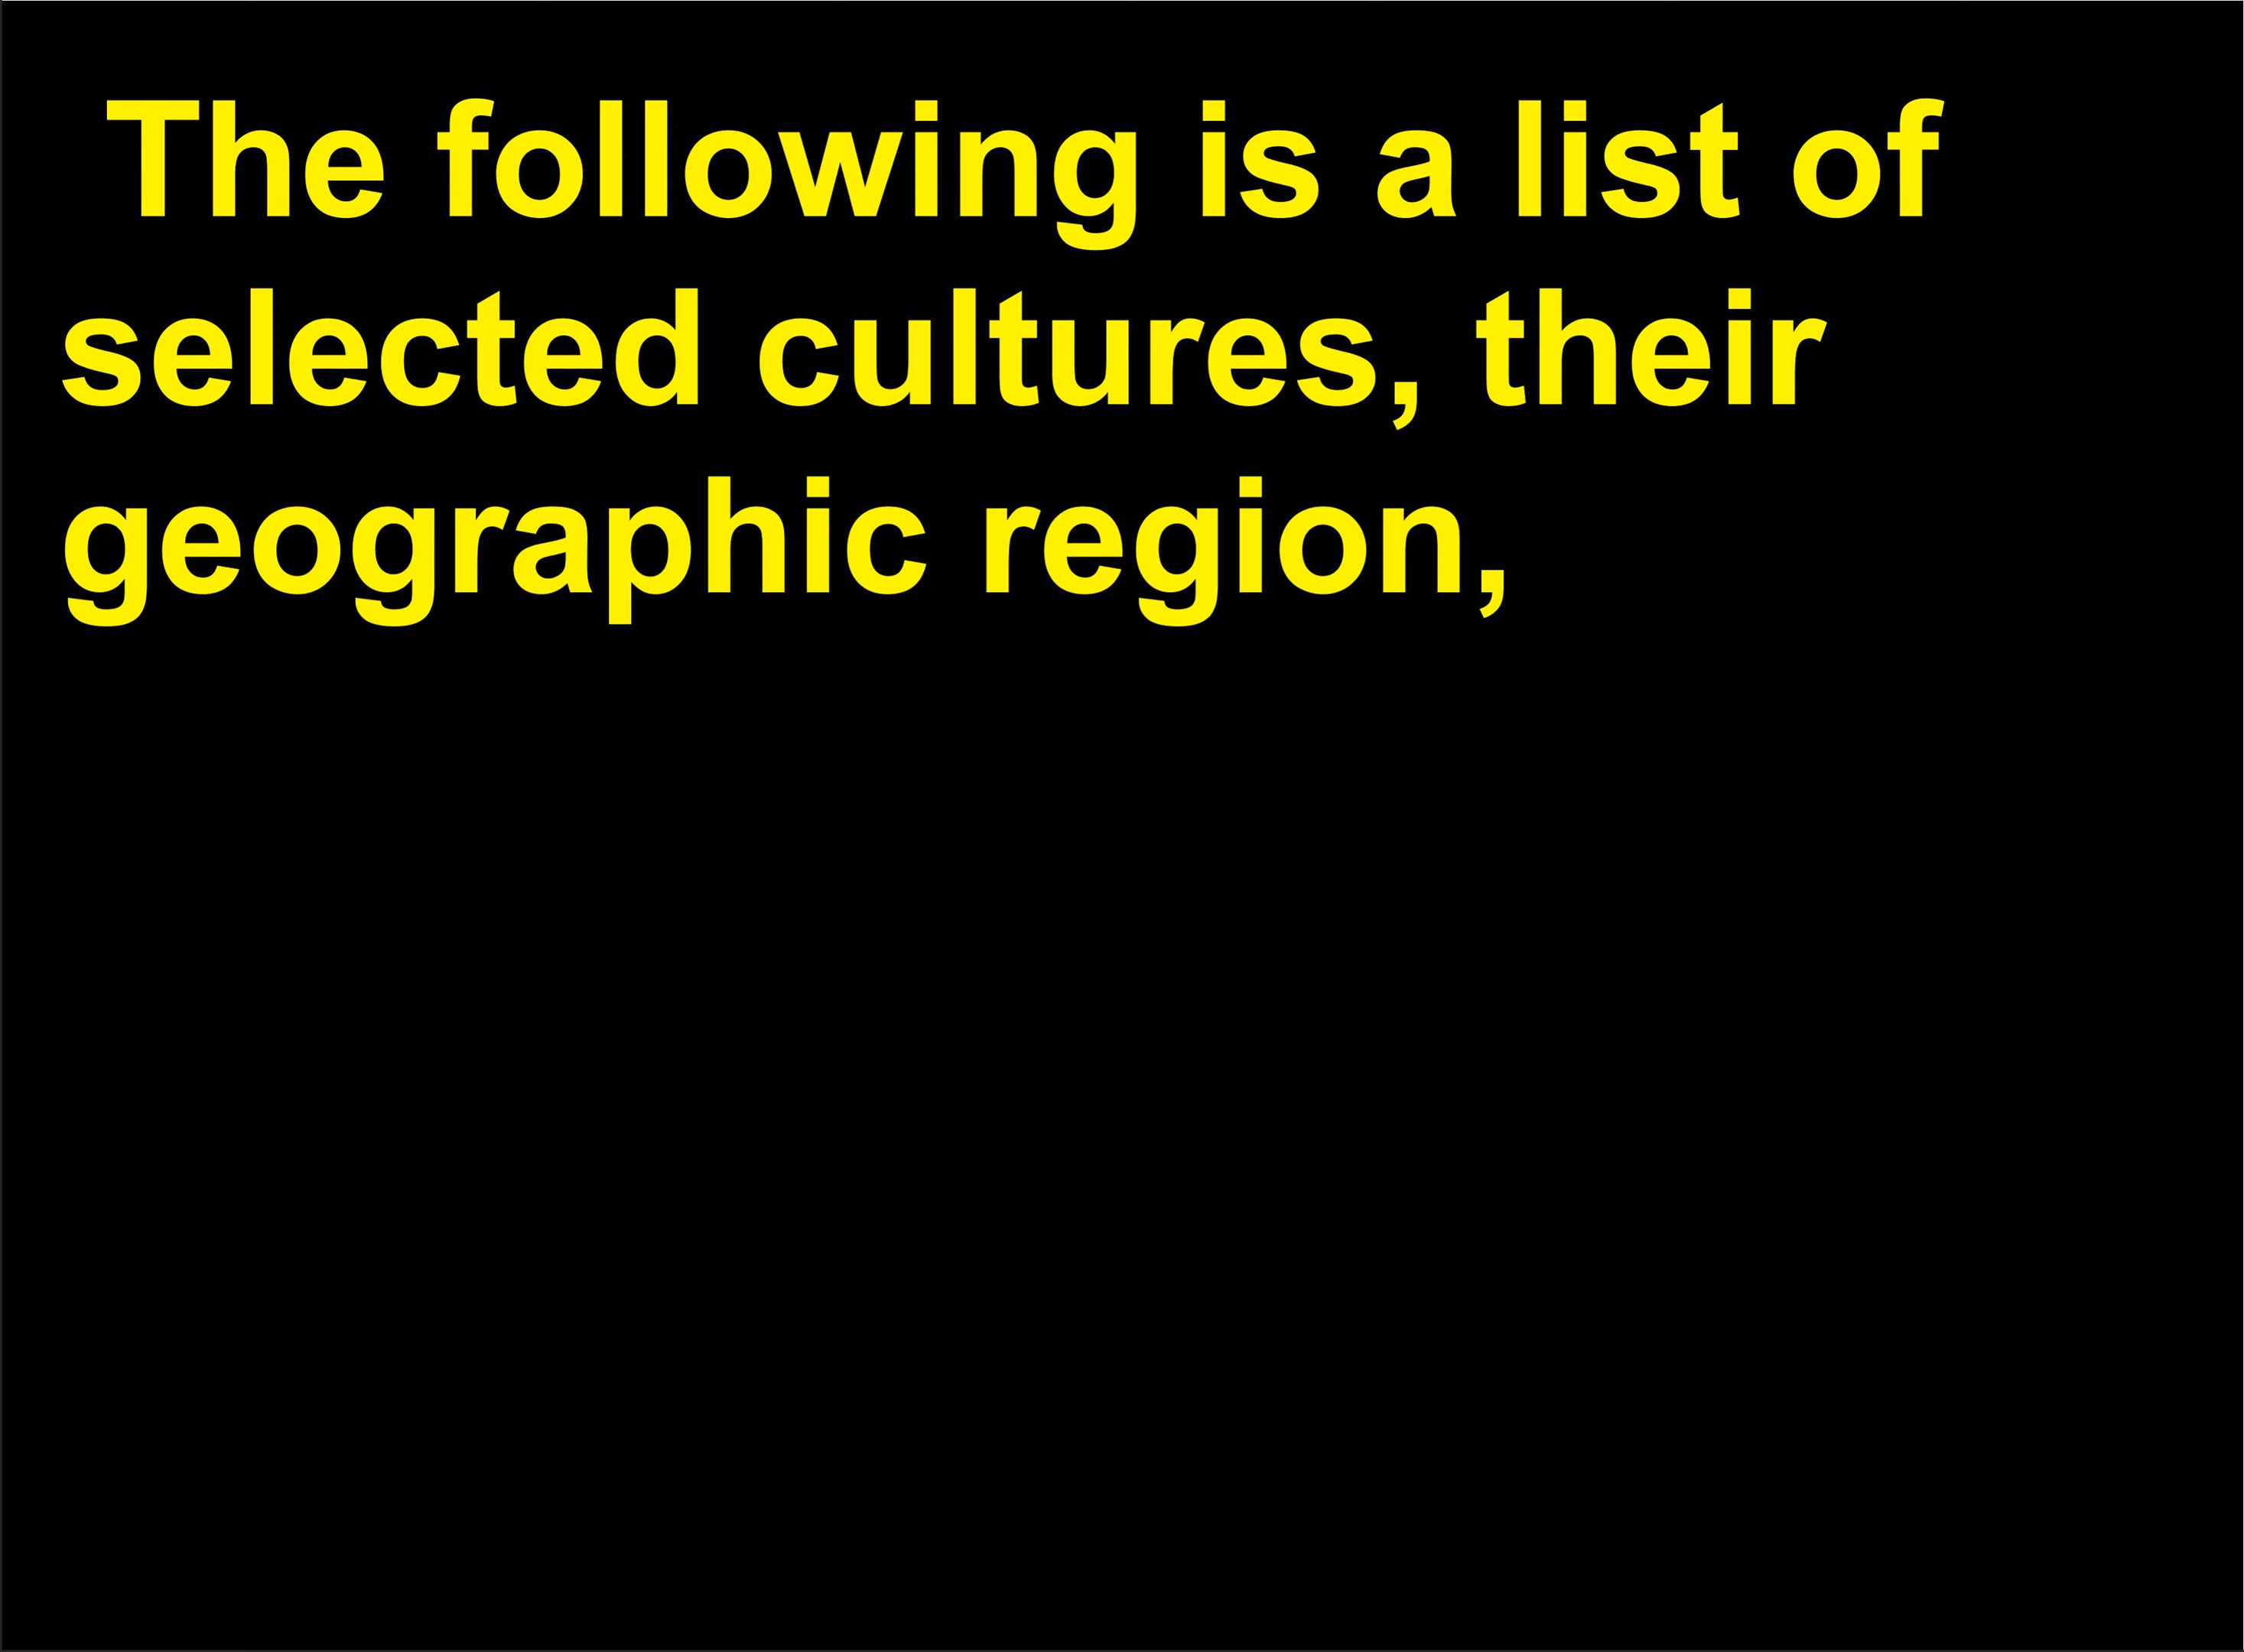 The following is a list of
selected cultures, their
geographic region,